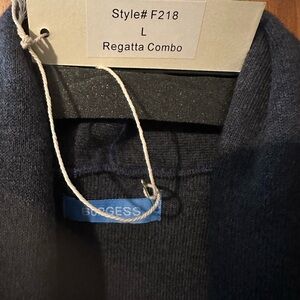 Style# F218
L
Regatta Combo
BURGESS